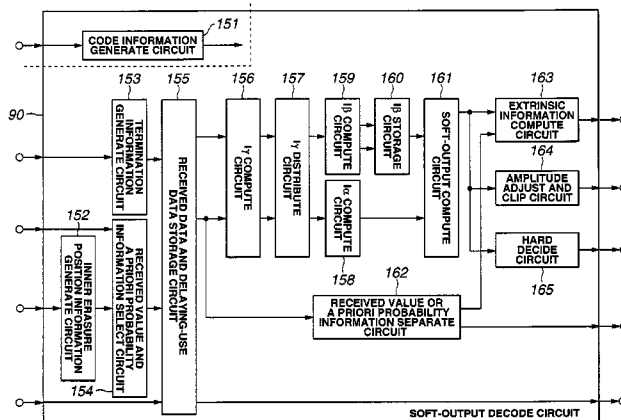 151
CODE INFORMATION
GENERATE CIRCUIT
90
153
TERMINATION
INFORMATION
GENERATE CIRCUIT
155
RECEIVED DATA AND DELAYING-USE
DATA STORAGE CIRCUIT
156
Iγ COMPUTE CIRCUIT
157
Iγ DISTRIBUTE CIRCUIT
159
Iβ COMPUTE
CIRCUIT
160
Iβ STORAGE
CIRCUIT
161
SOFT-OUTPUT COMPUTE
CIRCUIT
163
EXTRINSIC
INFORMATION
COMPUTE CIRCUIT
164
AMPLITUDE
ADJUST AND
CLIP CIRCUIT
HARD
DECIDE
CIRCUIT
165
Iα COMPUTE
CIRCUIT
158
152
INNER ERASURE
POSITION INFORMATION
GENERATE CIRCUIT
RECEIVED VALUE AND
A PRIORI PROBABILITY
INFORMATION SELECT CIRCUIT
154
162
RECEIVED VALUE OR
A PRIORI PROBABILITY
INFORMATION SEPARATE
CIRCUIT
SOFT-OUTPUT DECODE CIRCUIT